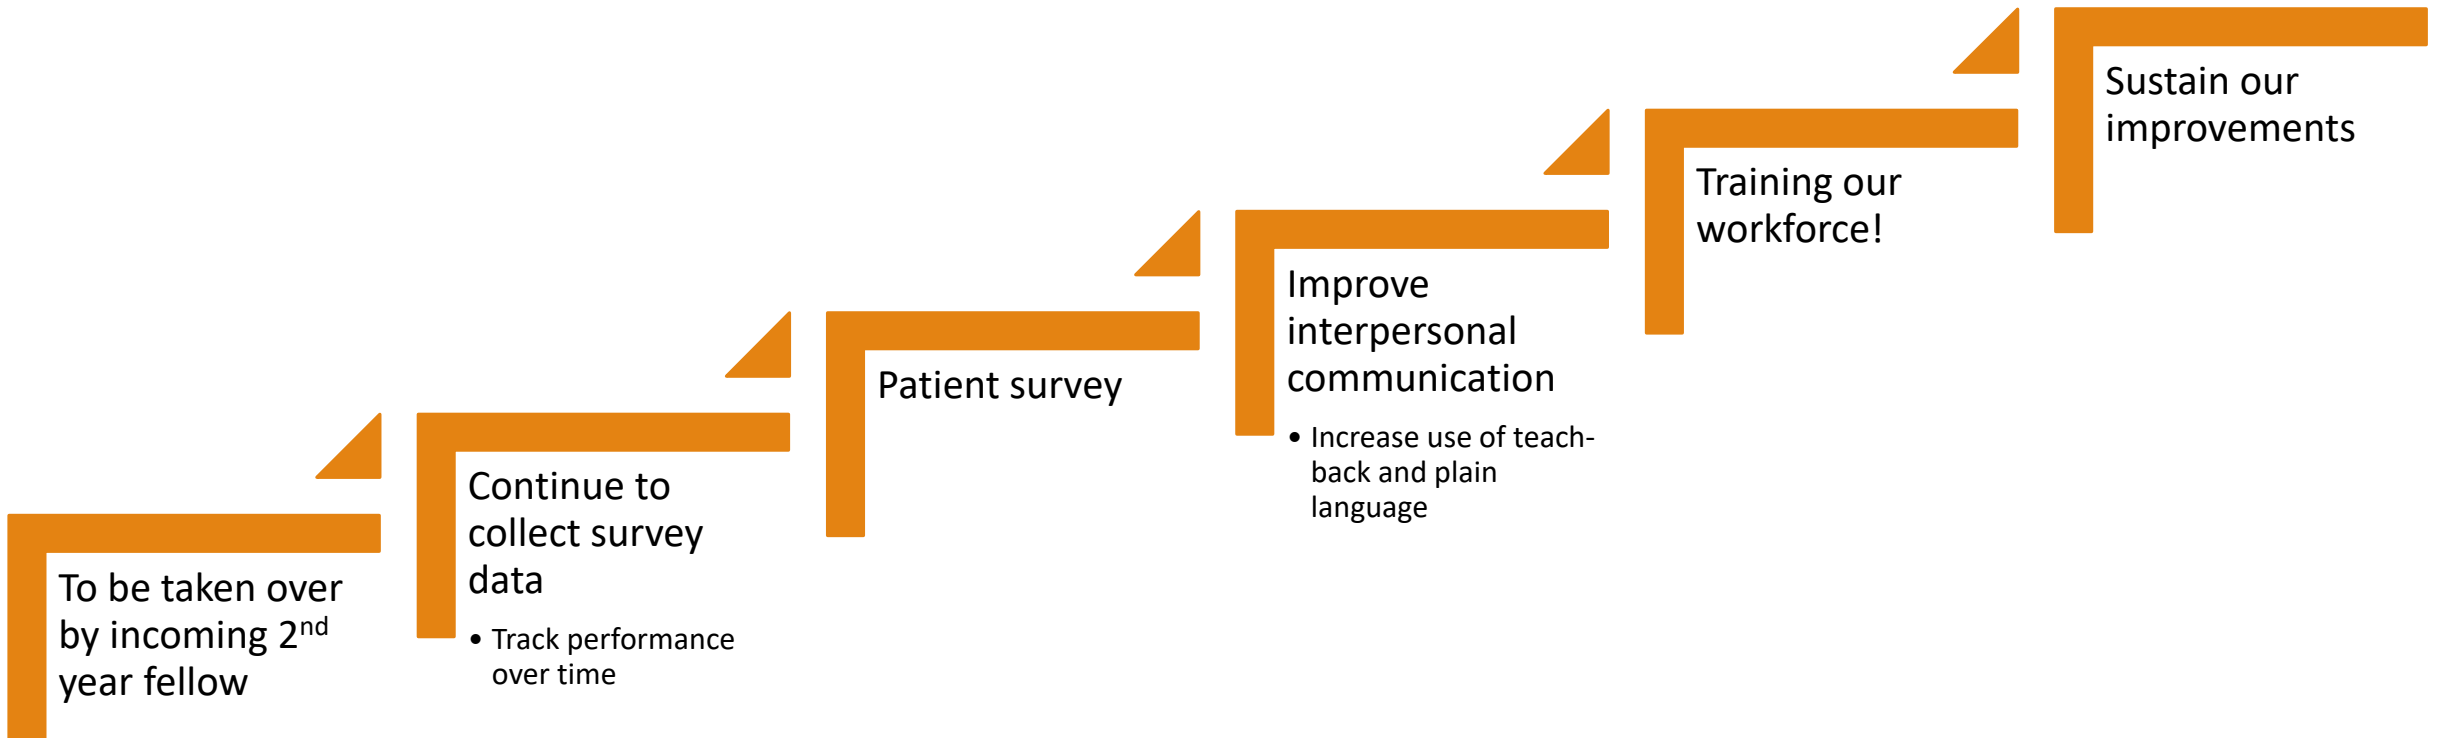 To be taken over
by incoming 2nd
year fellow
Continue to
collect survey
data
• Track performance
over time
Patient survey
Improve
interpersonal
communication
• Increase use of teach-
back and plain
language
Training our
workforce!
Sustain our
improvements